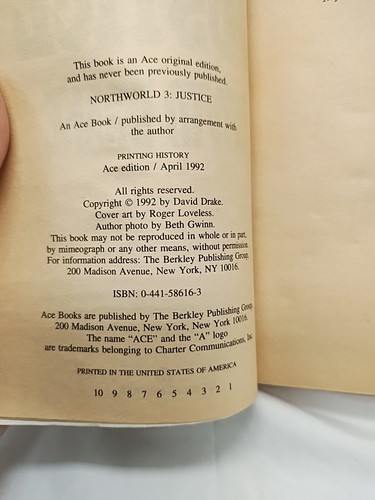 This book is an Ace original edition,
and has never been previously published.
NORTHWORLD 3: JUSTICE
An Ace Book / published by arrangement with
the author
PRINTING HISTORY
Ace edition / April 1992
All rights reserved.
Copyright © 1992 by David Drake.
Cover art by Roger Loveless.
Author photo by Beth Gwinn.
This book may not be reproduced in whole or in part,
by mimeograph or any other means, without permission.
For information address: The Berkley Publishing Group,
200 Madison Avenue, New York, NY 10016.
ISBN: 0-441-58616-3
Ace Books are published by The Berkley Publishing Group,
200 Madison Avenue, New York, New York 10016.
The name "ACE" and the "A" logo
are trademarks belonging to Charter Communications, Inc.
PRINTED IN THE UNITED STATES OF AMERICA
10 9 8 7 6 5 4 3 2 1